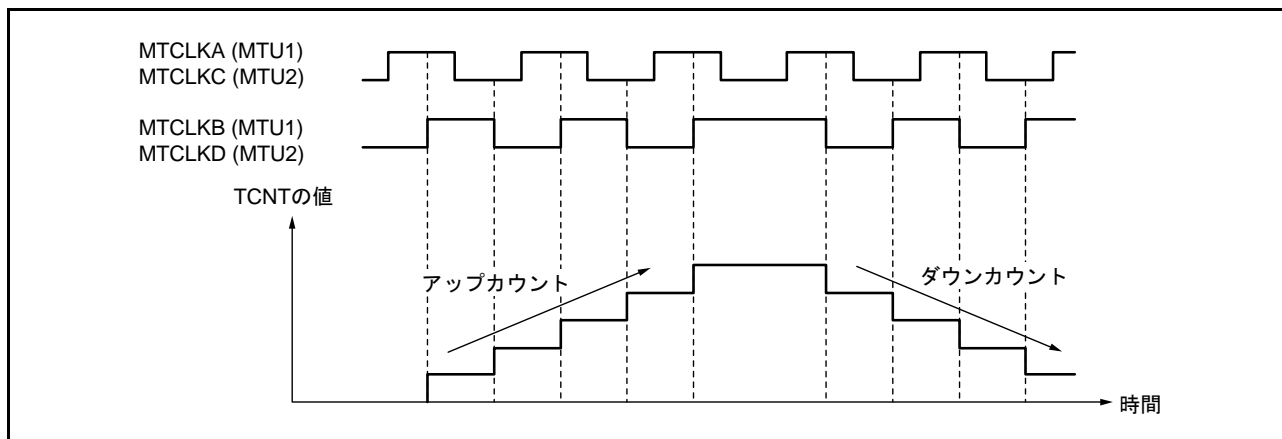 MTCLKA (MTU1)
MTCLKC (MTU2)
MTCLKB (MTU1)
MTCLKD (MTU2)
TCNTの値
アップカウント
ダウンカウント
時間